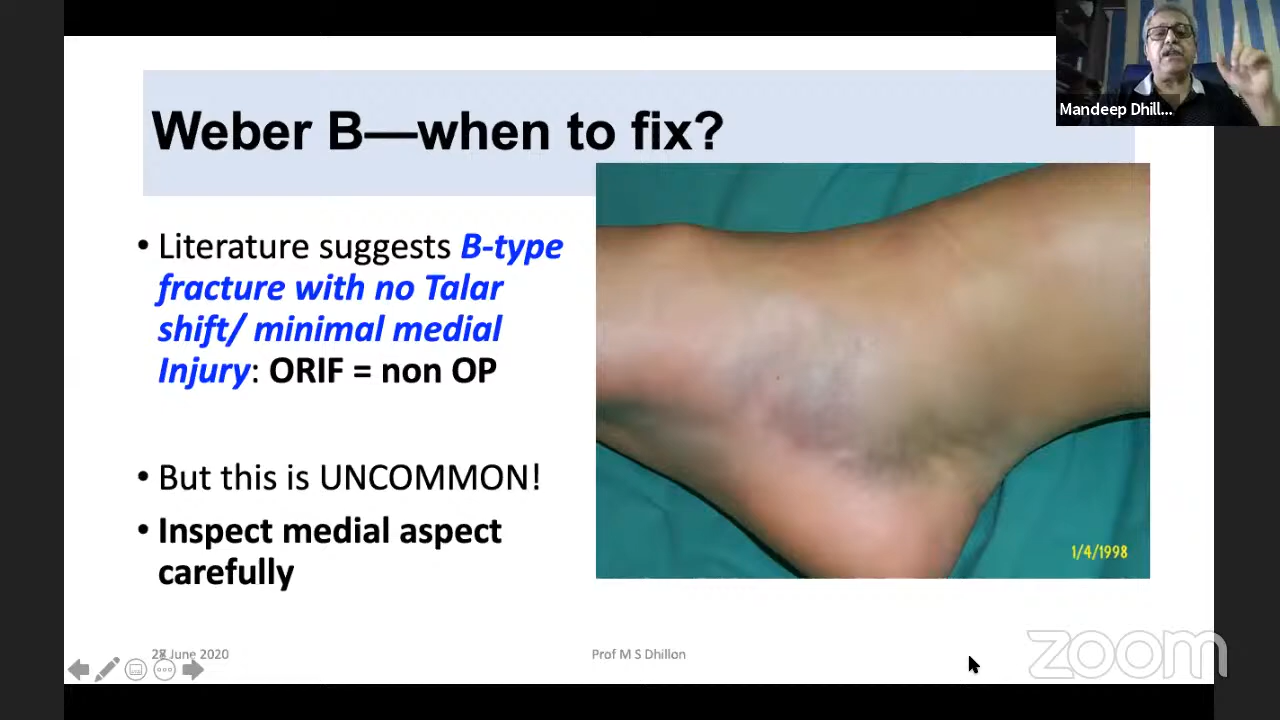 Mandeep Dhill...
Weber B—when to fix?
• Literature suggests B-type
fracture with no Talar
shift/ minimal medial
Injury: ORIF = non OP
• But this is UNCOMMON!
• Inspect medial aspect
carefully
1/4/1998
June 2020
Prof M S Dhillon
zoom